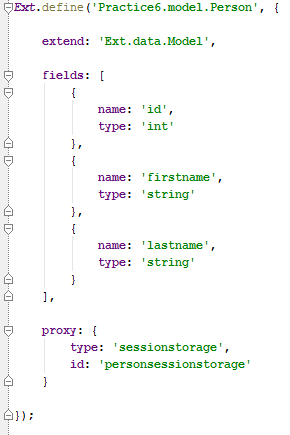 Ext.define('Practice6.model.Person', {
extend: 'Ext.data.Model',
fields: [
{
name: 'id',
type: 'int'
},
{
name: 'firstname',
type: 'string'
},
{
name: 'lastname',
type: 'string'
}
],
proxy: {
type: 'sessionstorage',
id: 'personsessionstorage'
}
});